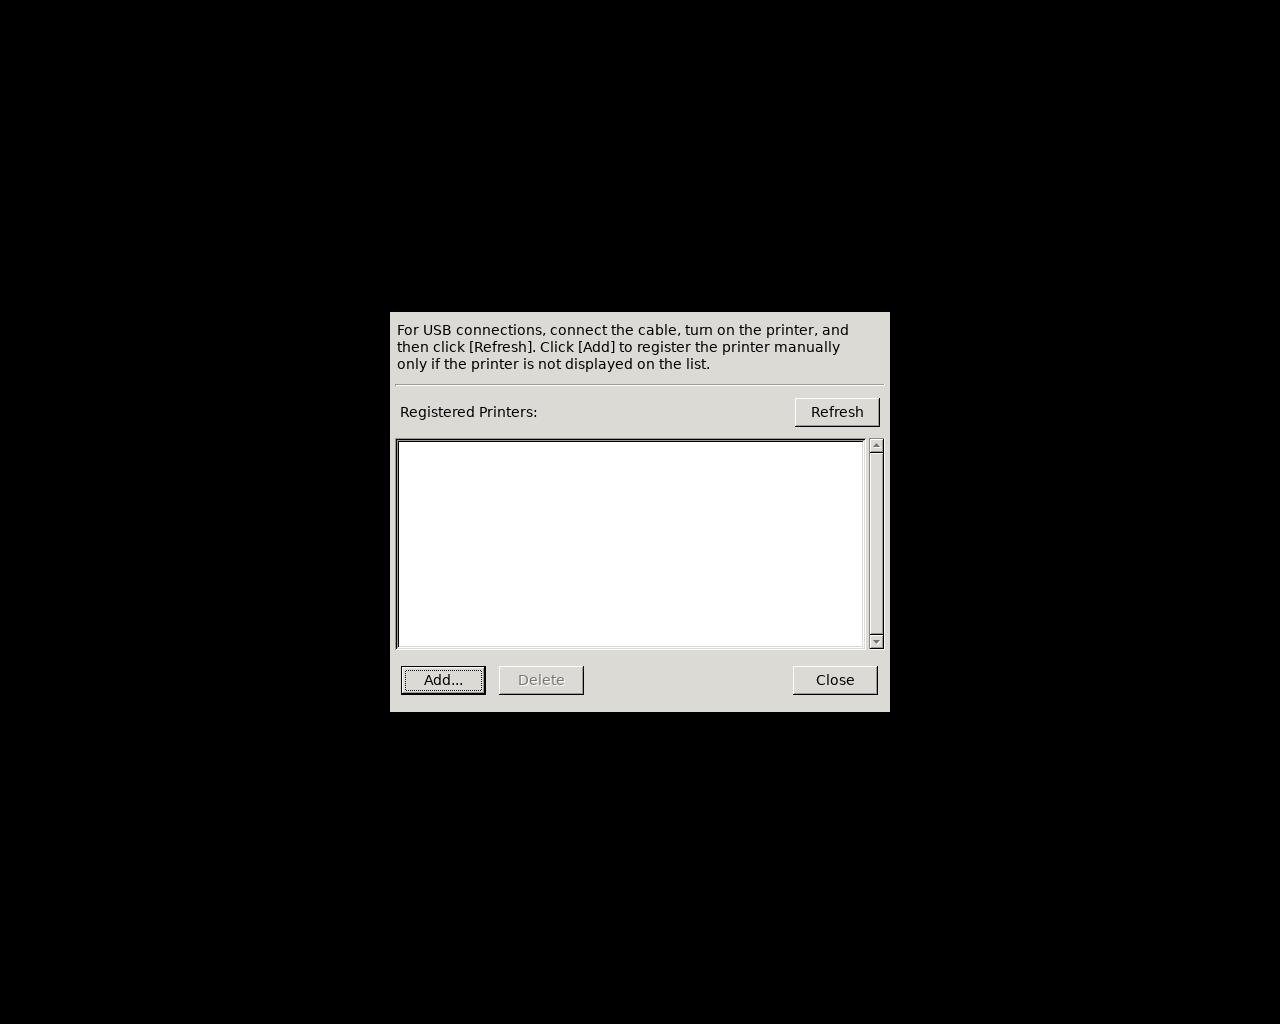 For USB connections, connect the cable, turn on the printer, and
then click [Refresh]. Click [Add] to register the printer manually
only if the printer is not displayed on the list.
Registered Printers:
Refresh
Add...
Delete
Close